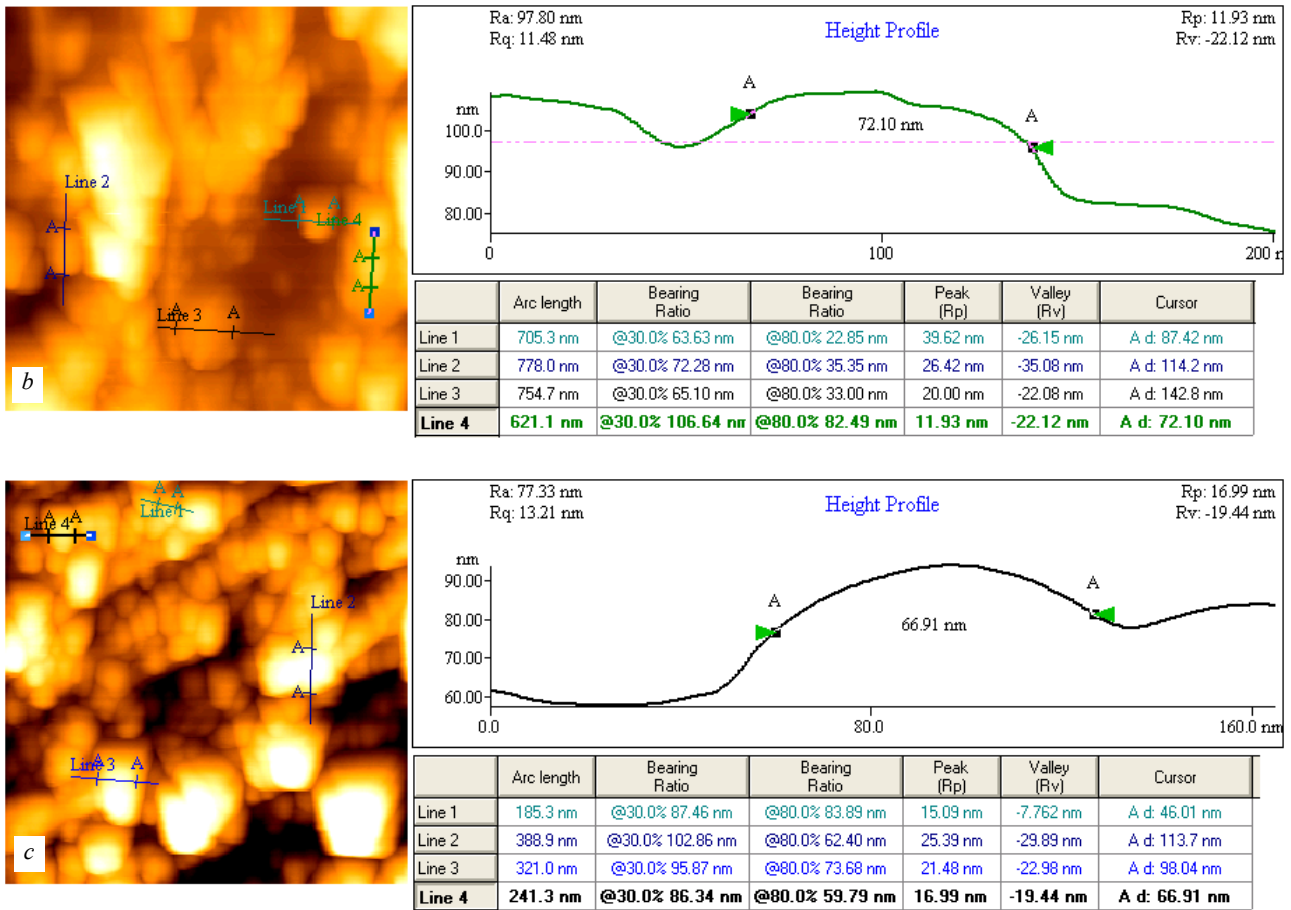 Ra: 97.80 nm
Rq: 11.48 nm
Height Profile
Rp: 11.93 nm
Rv: -22.12 nm
nm
100.0
90.00
80.00
A
A
72.10 nm
0
100
200 n
Line 2
A
A
Line 1
A
A
Line 4
A
A
Line 3
A
A
b
Arc length Bearing Ratio Bearing Ratio Peak (Rp) Valley (Rv) Cursor
Line 1 705.3 nm @30.0% 63.63 nm @80.0% 22.85 nm 39.62 nm -26.15 nm A d: 87.42 nm
Line 2 778.0 nm @30.0% 72.28 nm @80.0% 35.35 nm 26.42 nm -35.08 nm A d: 114.2 nm
Line 3 754.7 nm @30.0% 65.10 nm @80.0% 33.00 nm 20.00 nm -22.08 nm A d: 142.8 nm
Line 4 621.1 nm @30.0% 106.64 nm @80.0% 82.49 nm 11.93 nm -22.12 nm A d: 72.10 nm
Ra: 77.33 nm
Rq: 13.21 nm
Height Profile
Rp: 16.99 nm
Rv: -19.44 nm
nm
90.00
80.00
70.00
60.00
A
A
66.91 nm
0.0
80.0
160.0 nm
A
A
Line 1
Line 4
A
A
Line 2
A
A
Line 3
A
A
c
Arc length Bearing Ratio Bearing Ratio Peak (Rp) Valley (Rv) Cursor
Line 1 185.3 nm @30.0% 87.46 nm @80.0% 83.89 nm 15.09 nm -7.762 nm A d: 46.01 nm
Line 2 388.9 nm @30.0% 102.86 nm @80.0% 62.40 nm 25.39 nm -29.89 nm A d: 113.7 nm
Line 3 321.0 nm @30.0% 95.87 nm @80.0% 73.68 nm 21.48 nm -22.98 nm A d: 98.04 nm
Line 4 241.3 nm @30.0% 86.34 nm @80.0% 59.79 nm 16.99 nm -19.44 nm A d: 66.91 nm